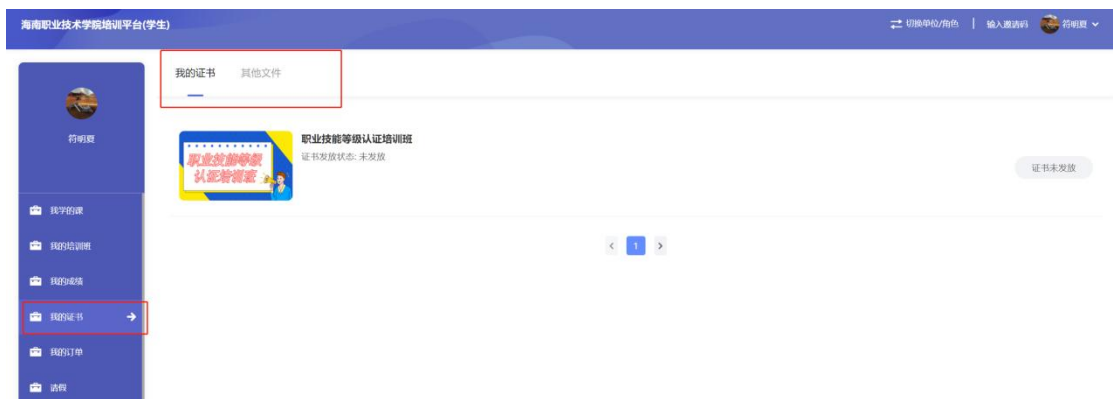 海南职业技术学院培训平台(学生)
切换单位/角色 | 输入邀请码 符明夏
我的证书 其他文件
符明夏
职业技能等级认证培训班
证书发放状态: 未发放
职业技能等级
认证培训班
证书未发放
我学的课
我的培训班
< 1 >
我的成绩
我的证书
我的订单
请假